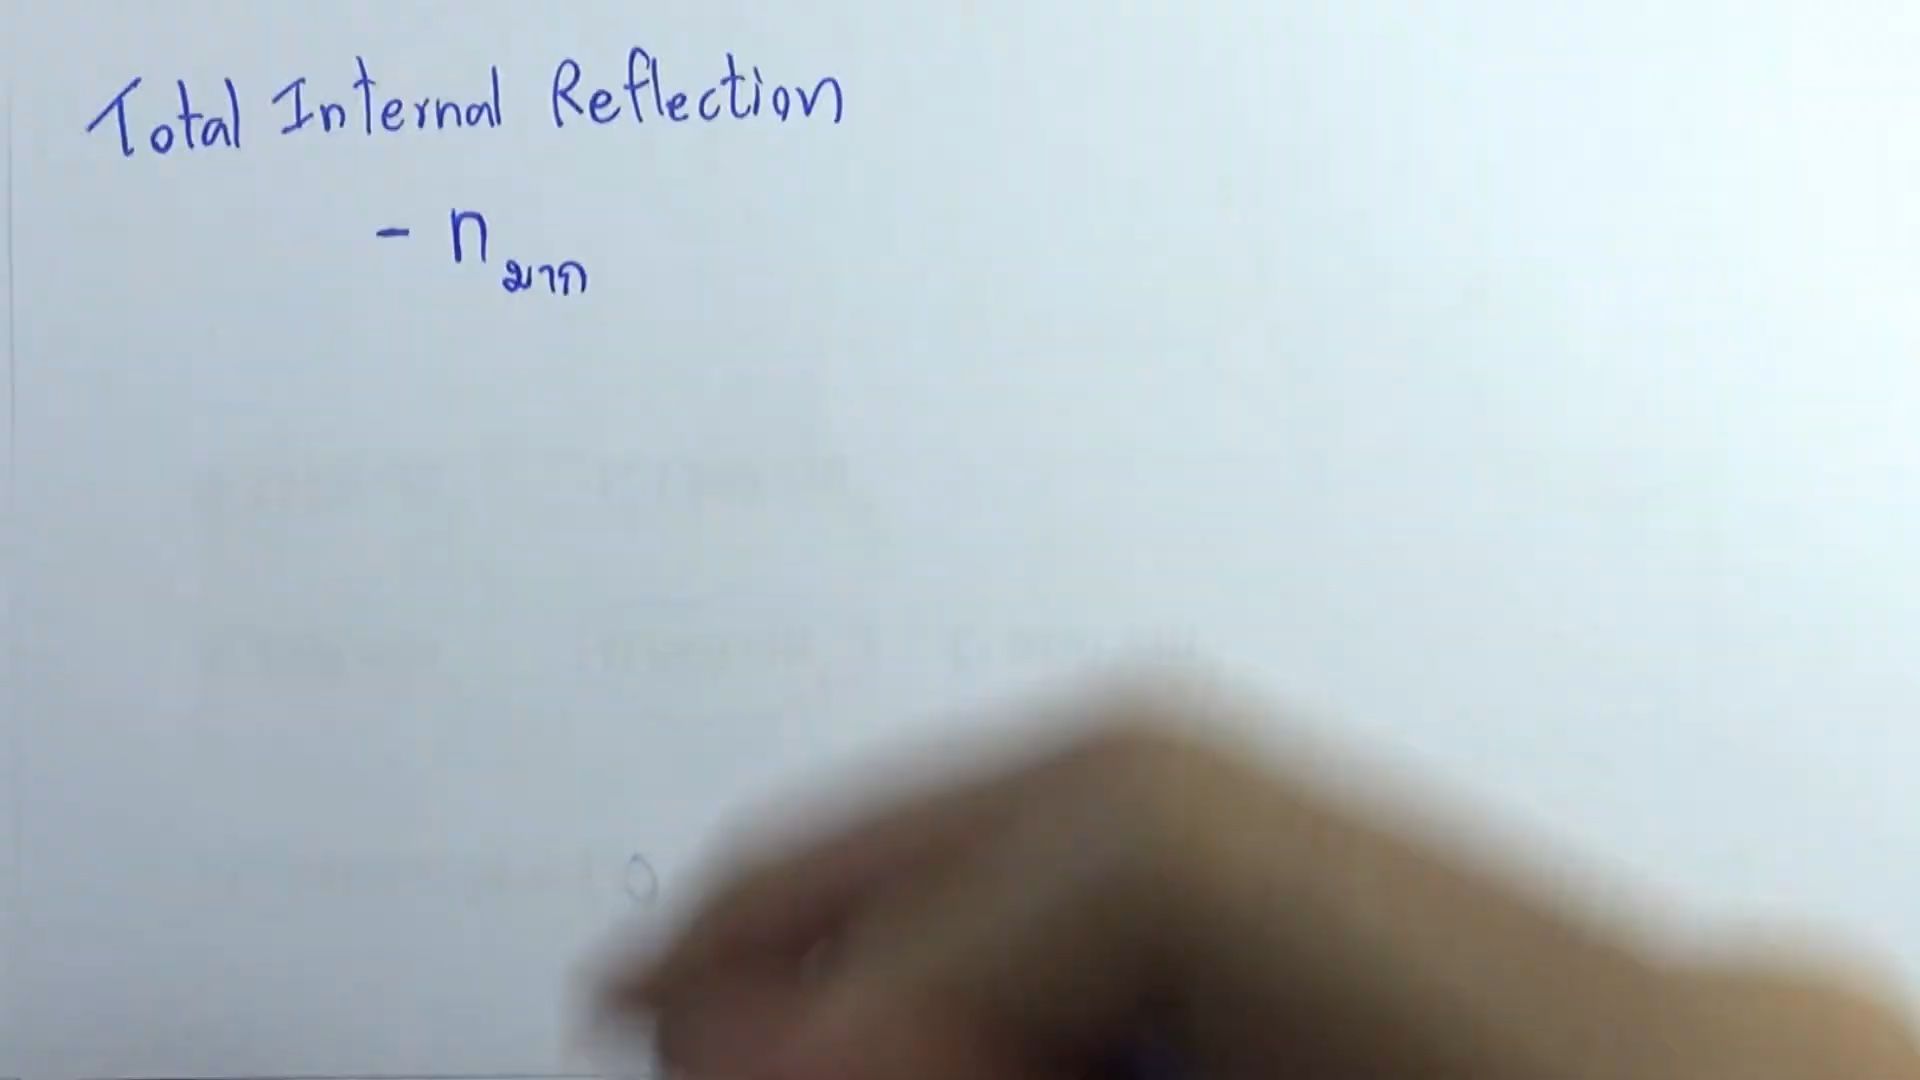 Total Internal Reflection
- n มาก